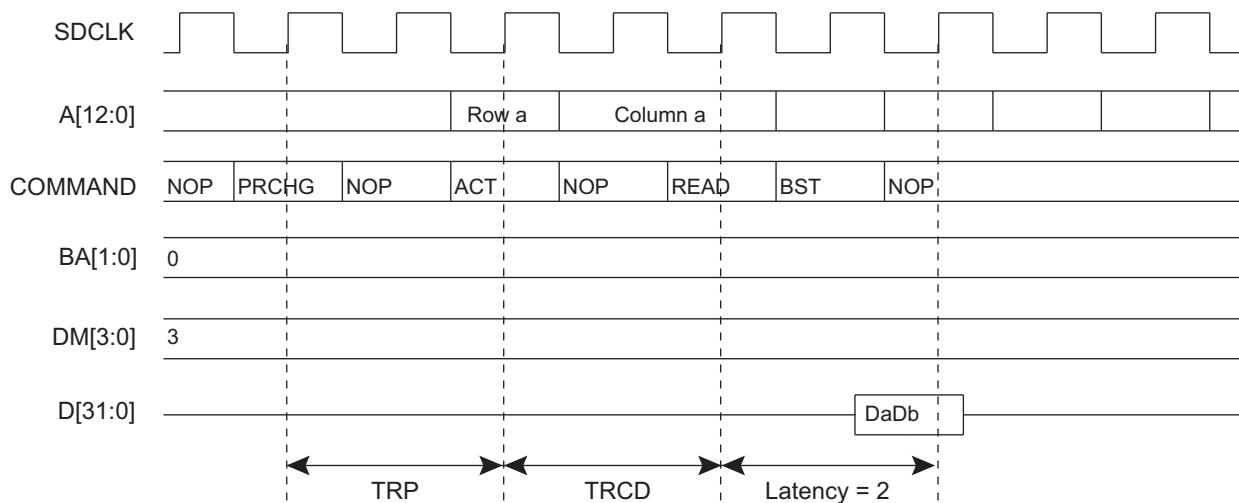 SDCLK
A[12:0] Row a Column a
COMMAND NOP PRCHG NOP ACT NOP READ BST NOP
BA[1:0] 0
DM[3:0] 3
D[31:0] DaDb
TRP TRCD Latency = 2